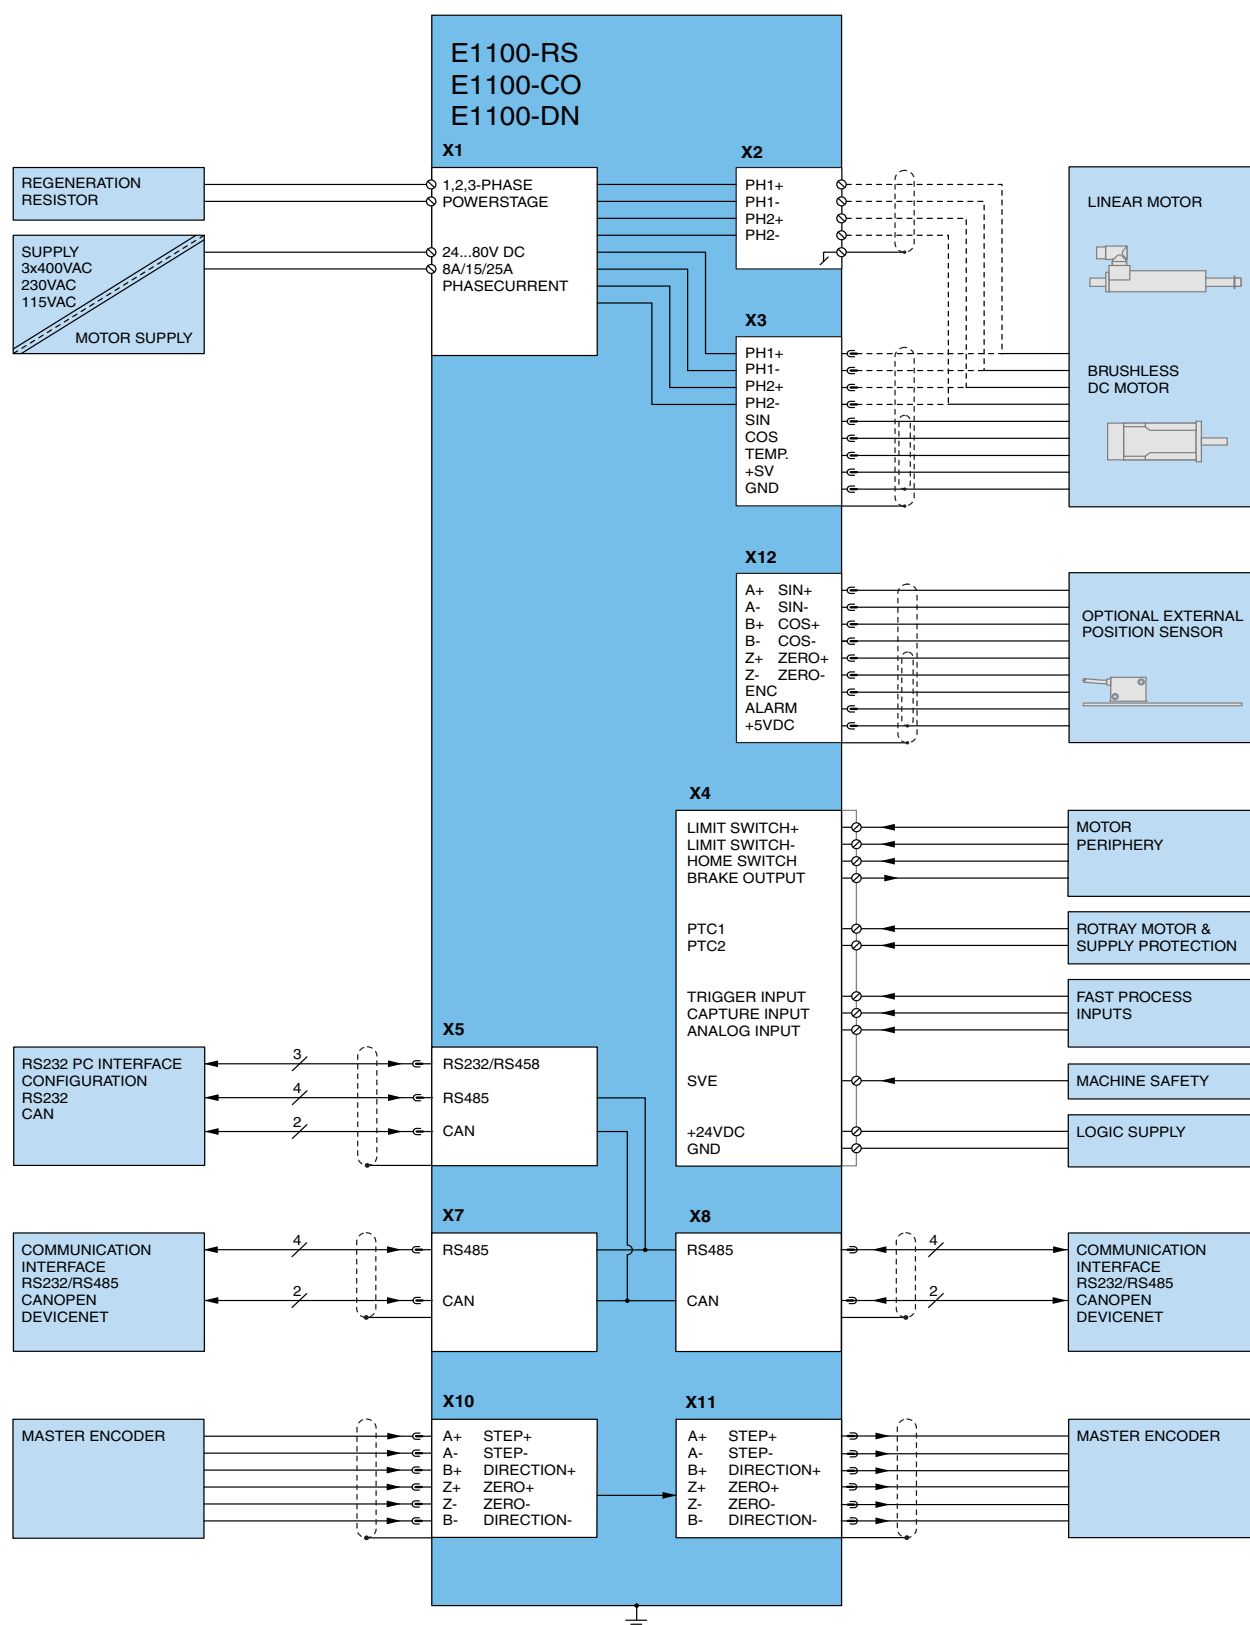 E1100-RS
E1100-CO
E1100-DN
X1
REGENERATION
RESISTOR
SUPPLY
3x400VAC
230VAC
115VAC
MOTOR SUPPLY
1,2,3-PHASE
POWERSTAGE
24...80V DC
8A/15/25A
PHASECURRENT
X2
PH1+
PH1-
PH2+
PH2-
X3
PH1+
PH1-
PH2+
PH2-
SIN
COS
TEMP.
+SV
GND
LINEAR MOTOR
BRUSHLESS
DC MOTOR
X12
A+ SIN+
A- SIN-
B+ COS+
B- COS-
Z+ ZERO+
Z- ZERO-
ENC
ALARM
+5VDC
OPTIONAL EXTERNAL
POSITION SENSOR
X4
LIMIT SWITCH+
LIMIT SWITCH-
HOME SWITCH
BRAKE OUTPUT
PTC1
PTC2
TRIGGER INPUT
CAPTURE INPUT
ANALOG INPUT
SVE
+24VDC
GND
MOTOR
PERIPHERY
ROTRAY MOTOR &
SUPPLY PROTECTION
FAST PROCESS
INPUTS
MACHINE SAFETY
LOGIC SUPPLY
RS232 PC INTERFACE
CONFIGURATION
RS232
CAN
3
4
2
X5
RS232/RS458
RS485
CAN
COMMUNICATION
INTERFACE
RS232/RS485
CANOPEN
DEVICENET
4
2
X7
RS485
CAN
X8
RS485
CAN
4
2
COMMUNICATION
INTERFACE
RS232/RS485
CANOPEN
DEVICENET
MASTER ENCODER
X10
A+ STEP+
A- STEP-
B+ DIRECTION+
Z+ ZERO+
Z- ZERO-
B- DIRECTION-
X11
A+ STEP+
A- STEP-
B+ DIRECTION+
Z+ ZERO+
Z- ZERO-
B- DIRECTION-
MASTER ENCODER